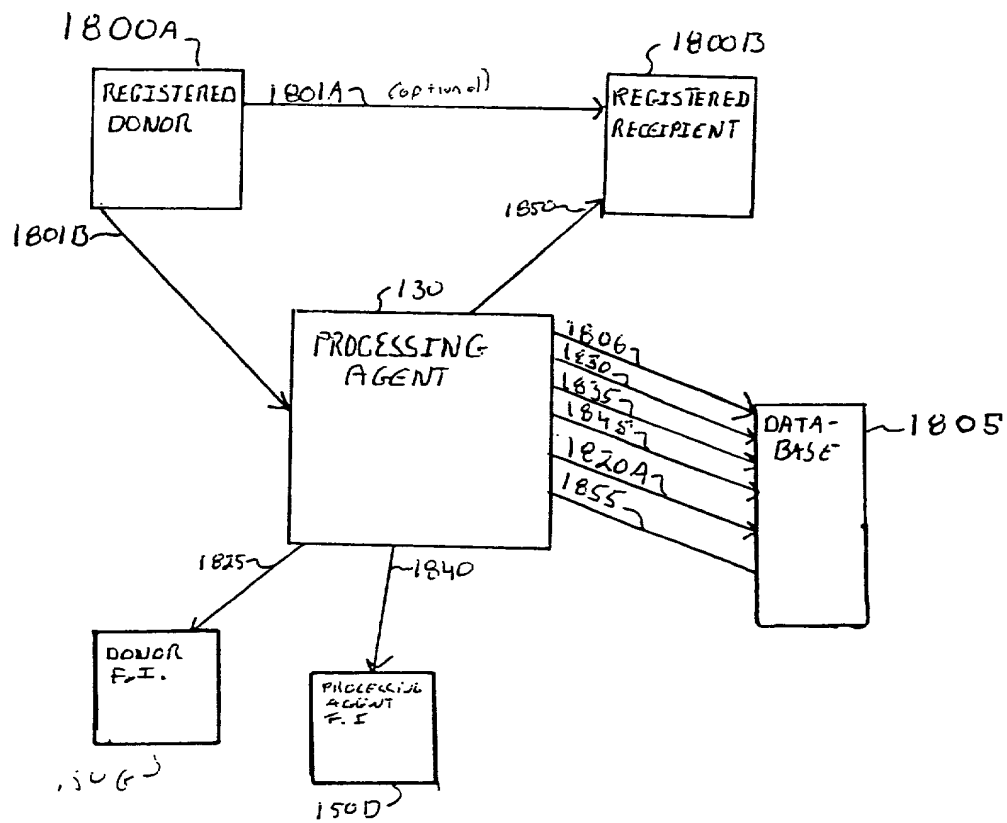 1800A
1800B
REGISTERED
DONOR
1801A
(optional)
REGISTERED
RECEIPIENT
1850
1801B
130
PROCESSING
AGENT
1806
1830
1835
1845
1820A
1855
DATA-
BASE
1805
1825
1840
DONOR
F.I.
PROCESSING
AGENT
F.I
150D